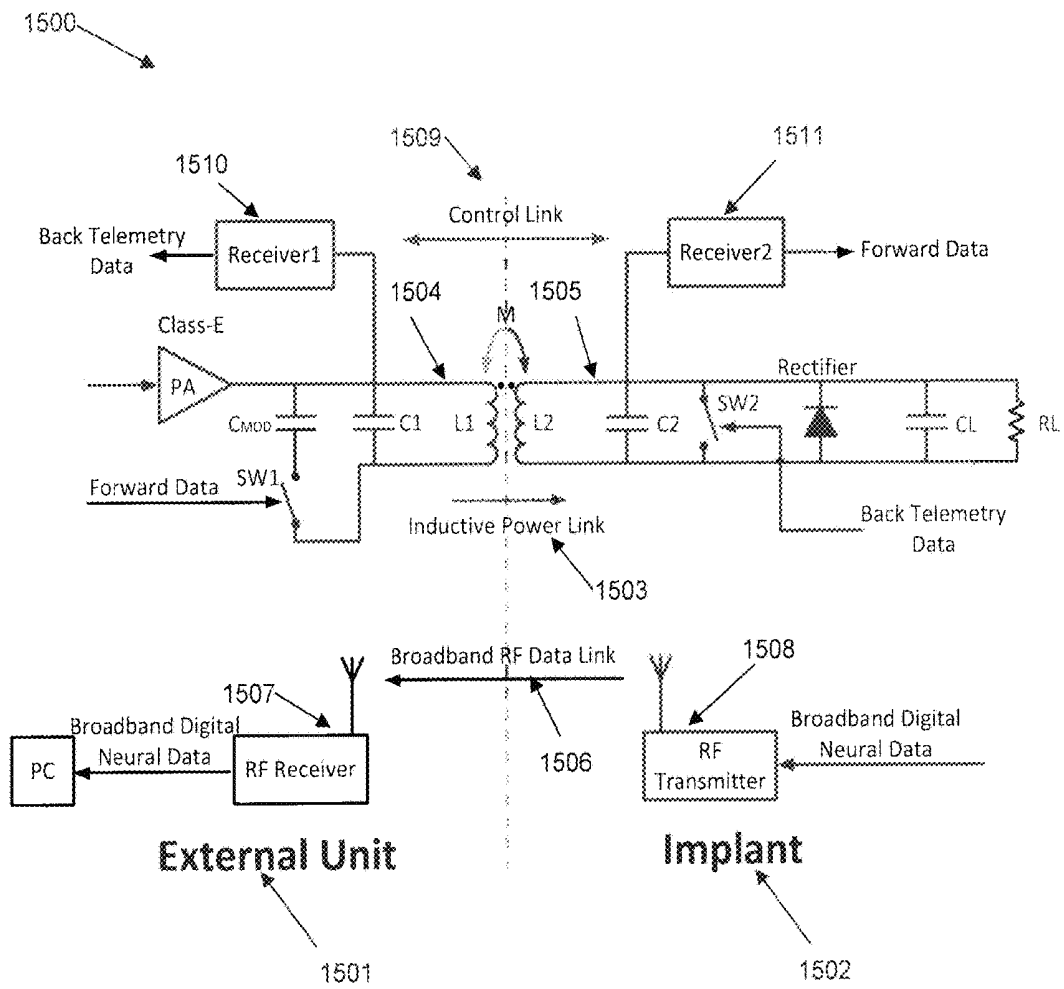 1500
1509
1510
1511
Control Link
Back Telemetry
Data
Receiver1
Receiver2
Forward Data
1504
1505
M
Class-E
PA
Rectifier
CMOD
C1
L1
L2
C2
SW2
CL
RL
Forward Data
SW1
Inductive Power Link
Back Telemetry
Data
1503
Broadband RF Data Link
1508
1507
Broadband Digital
Neural Data
1506
Broadband Digital
Neural Data
PC
RF Receiver
RF
Transmitter
External Unit
Implant
1501
1502